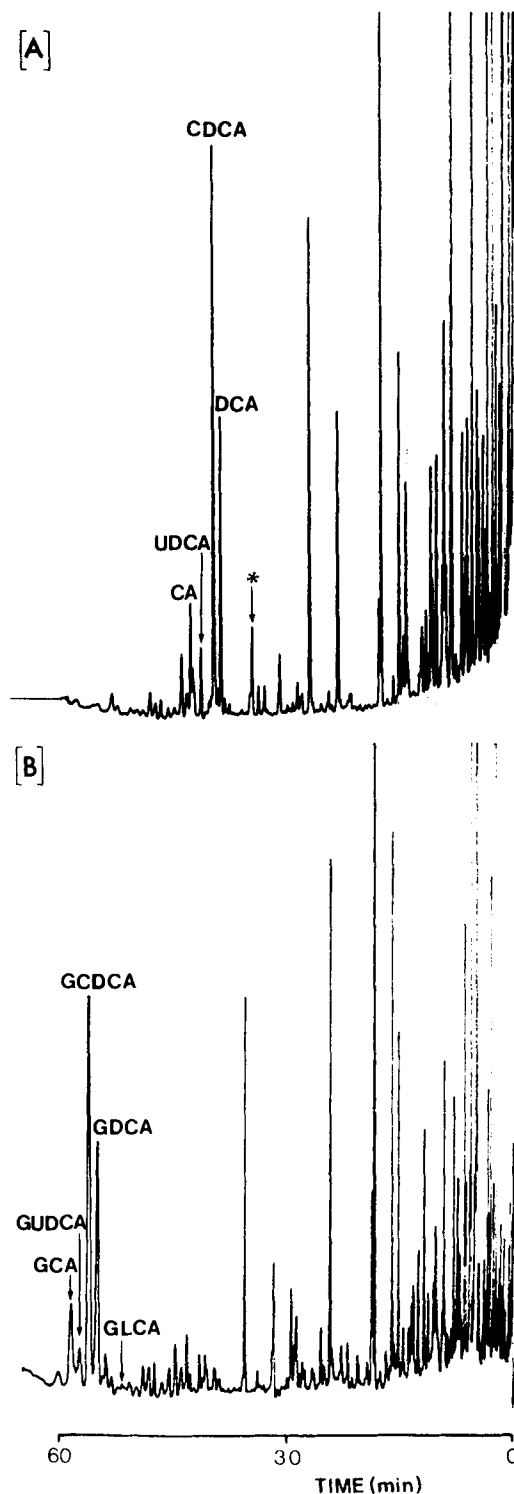 [A]
CDCA
DCA
UDCA
CA
*
[B]
GCDCA
GDCA
GUDCA
GCA
GLCA
60 30 0
TIME (min)